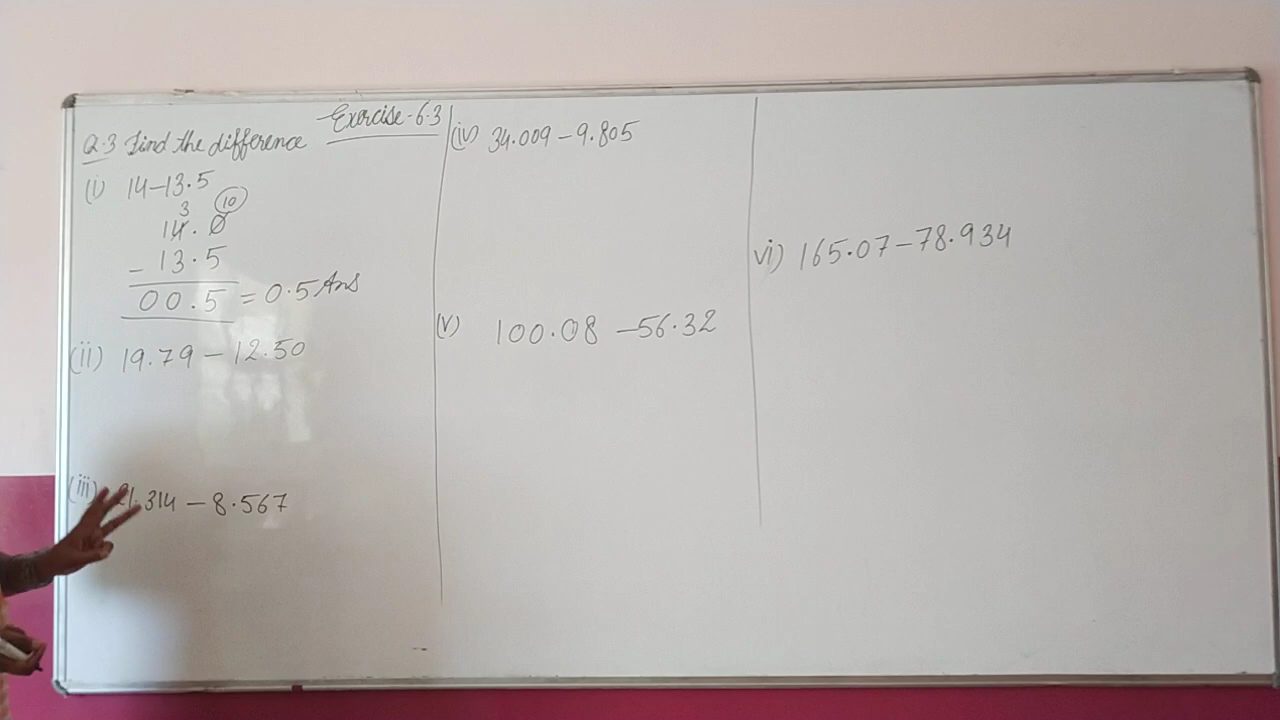 Exercise-6.3
Q.3 Find the difference
(i) 14-13.5
3 10
14.0
- 13.5
00.5 = 0.5 Ans
(ii) 19.79 - 12.50
(iii) 21.314 - 8.567
(iv) 34.009 - 9.805
(v) 100.08 - 56.32
vi) 165.07 - 78.934